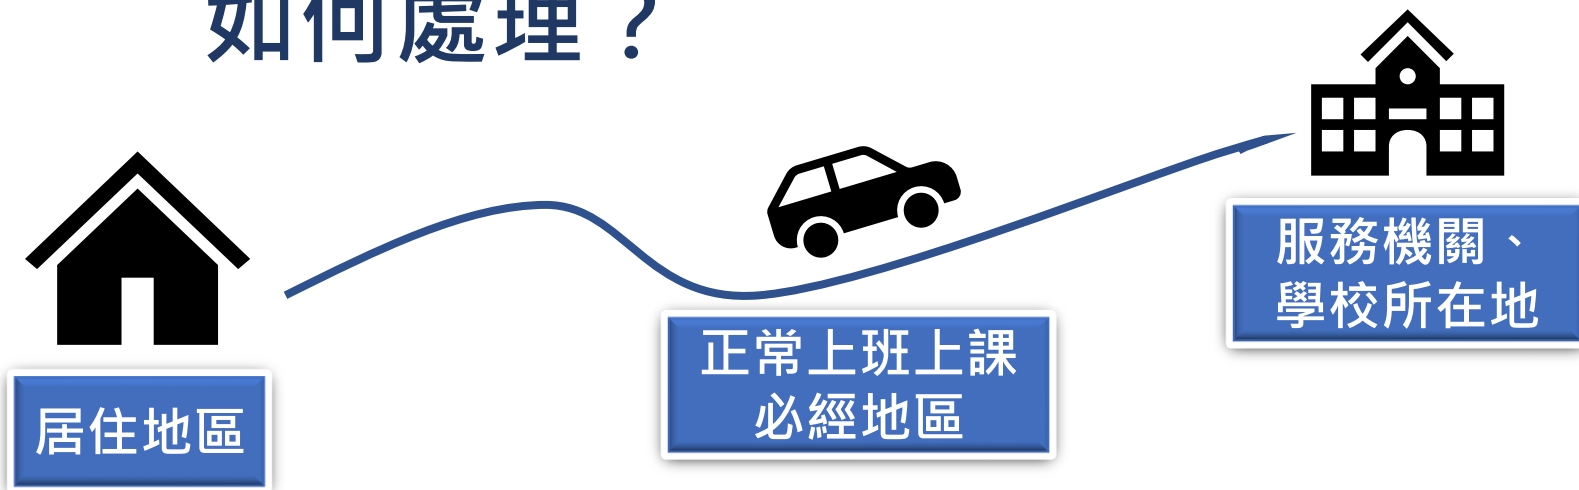 如何處理？
服務機關、
學校所在地
正常上班上課
必經地區
居住地區